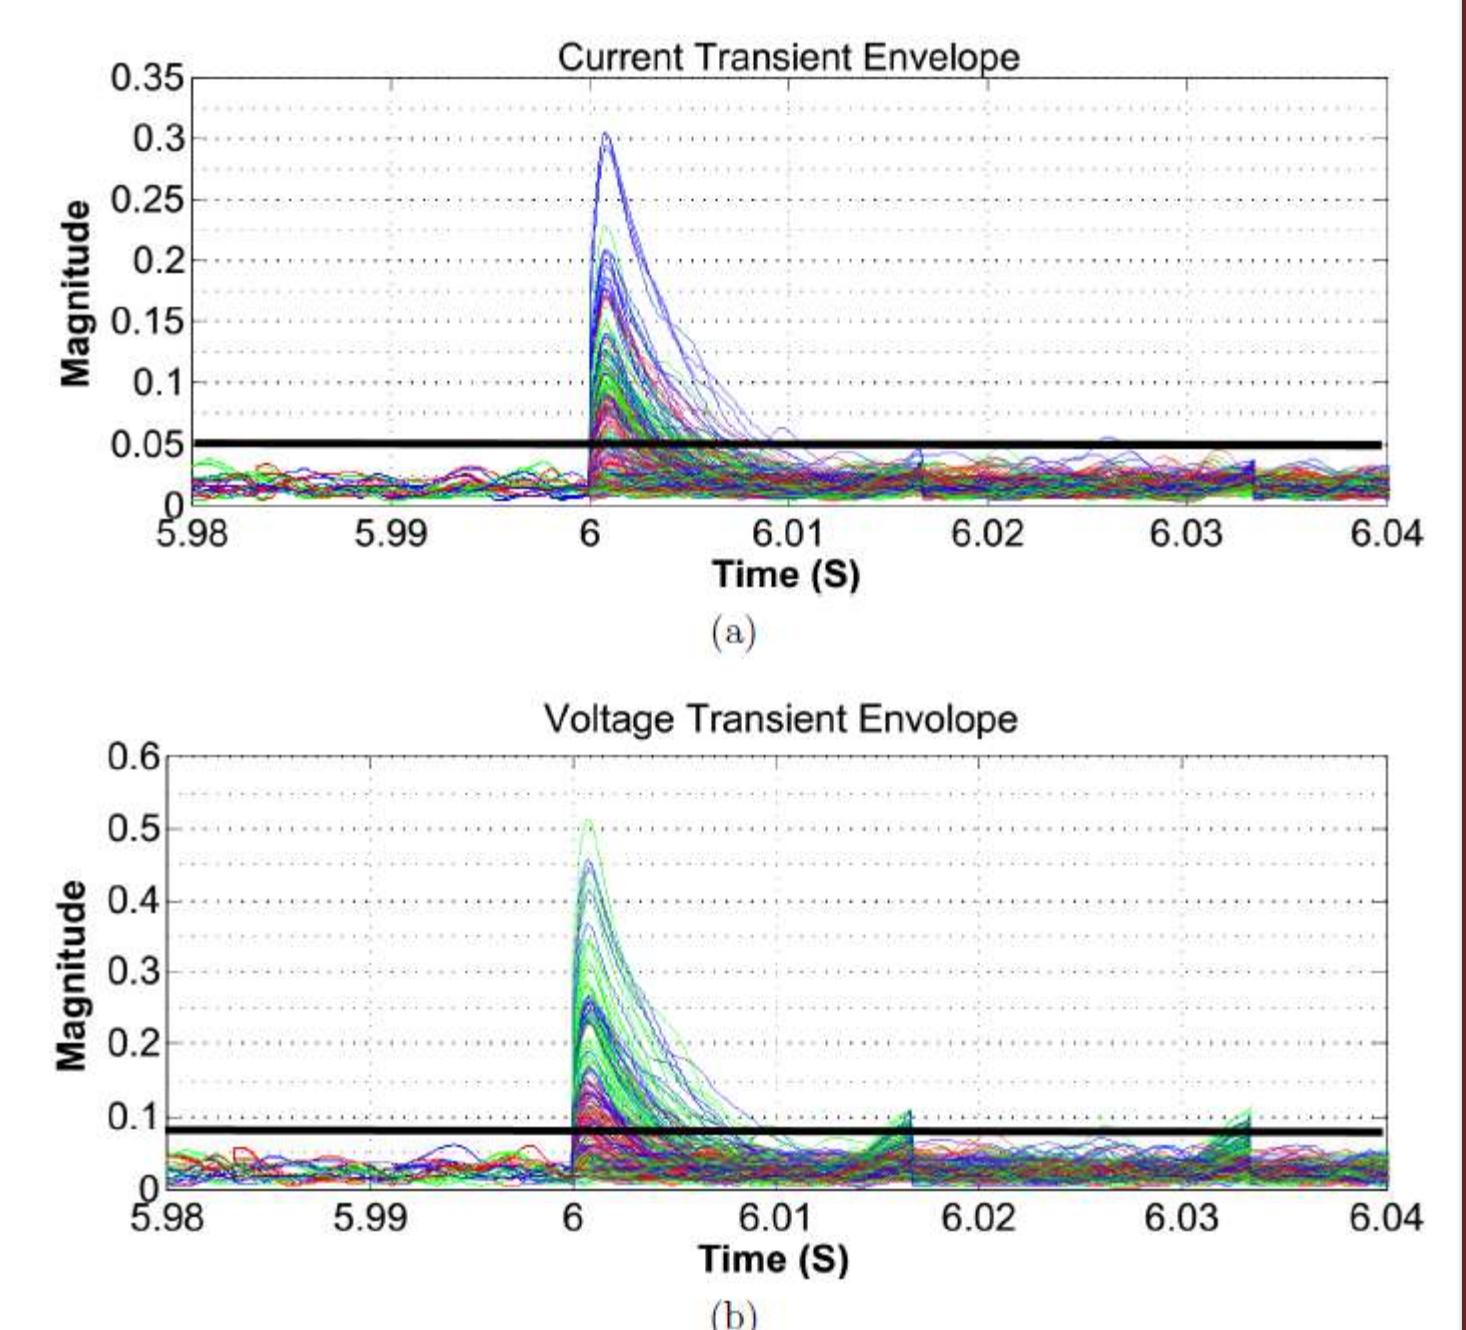 Current Transient Envelope
0.35
0.3
0.25
0.2
0.15
0.1
0.05
0
Magnitude
5.98 5.99 6 6.01 6.02 6.03 6.04
Time (S)
(a)
Voltage Transient Envolope
0.6
0.5
0.4
0.3
0.2
0.1
0
Magnitude
5.98 5.99 6 6.01 6.02 6.03 6.04
Time (S)
(b)